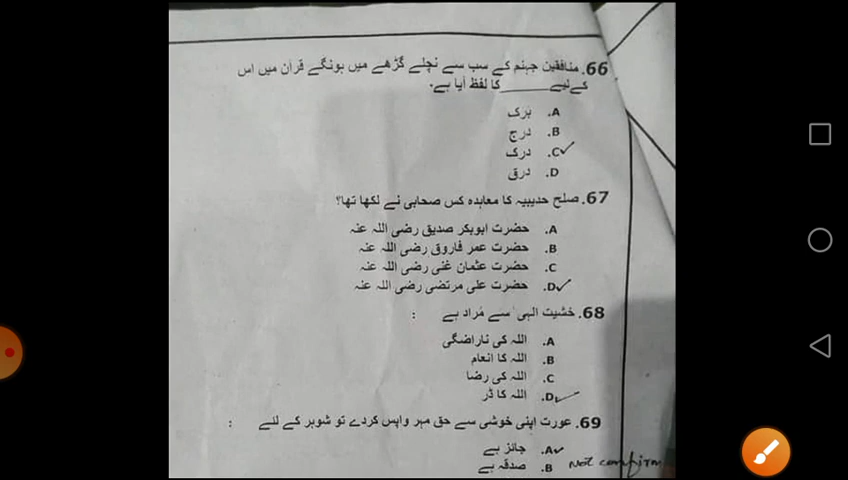 66. منافقین جہنم کے سب سے نچلے گڑھے میں ہونگے قرآن میں اس
کےلیے ______ کا لفظ آیا ہے۔
A. برک
B. درج
C. درک
D. درق
67. صلح حدیبیہ کا معاہدہ کس صحابی نے لکھا تھا؟
A. حضرت ابوبکر صدیق رضی اللہ عنہ
B. حضرت عمر فاروق رضی اللہ عنہ
C. حضرت عثمان غنی رضی اللہ عنہ
D. حضرت علی مرتضی رضی اللہ عنہ
68. خشیت الہی سے مُراد ہے :
A. اللہ کی ناراضگی
B. اللہ کا انعام
C. اللہ کی رضا
D. اللہ کا ڈر
69. عورت اپنی خوشی سے حق مہر واپس کردے تو شوہر کے لئے :
A. جائز ہے
B. صدقہ ہے Not confirm